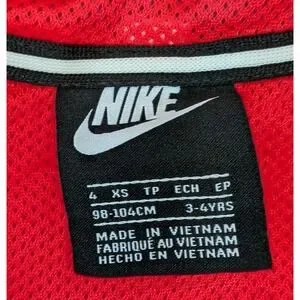 NIKE
4 XS TP ECH EP
98-104CM 3-4YRS
MADE IN VIETNAM
FABRIQUÉ AU VIETNAM
HECHO EN VIETNAM